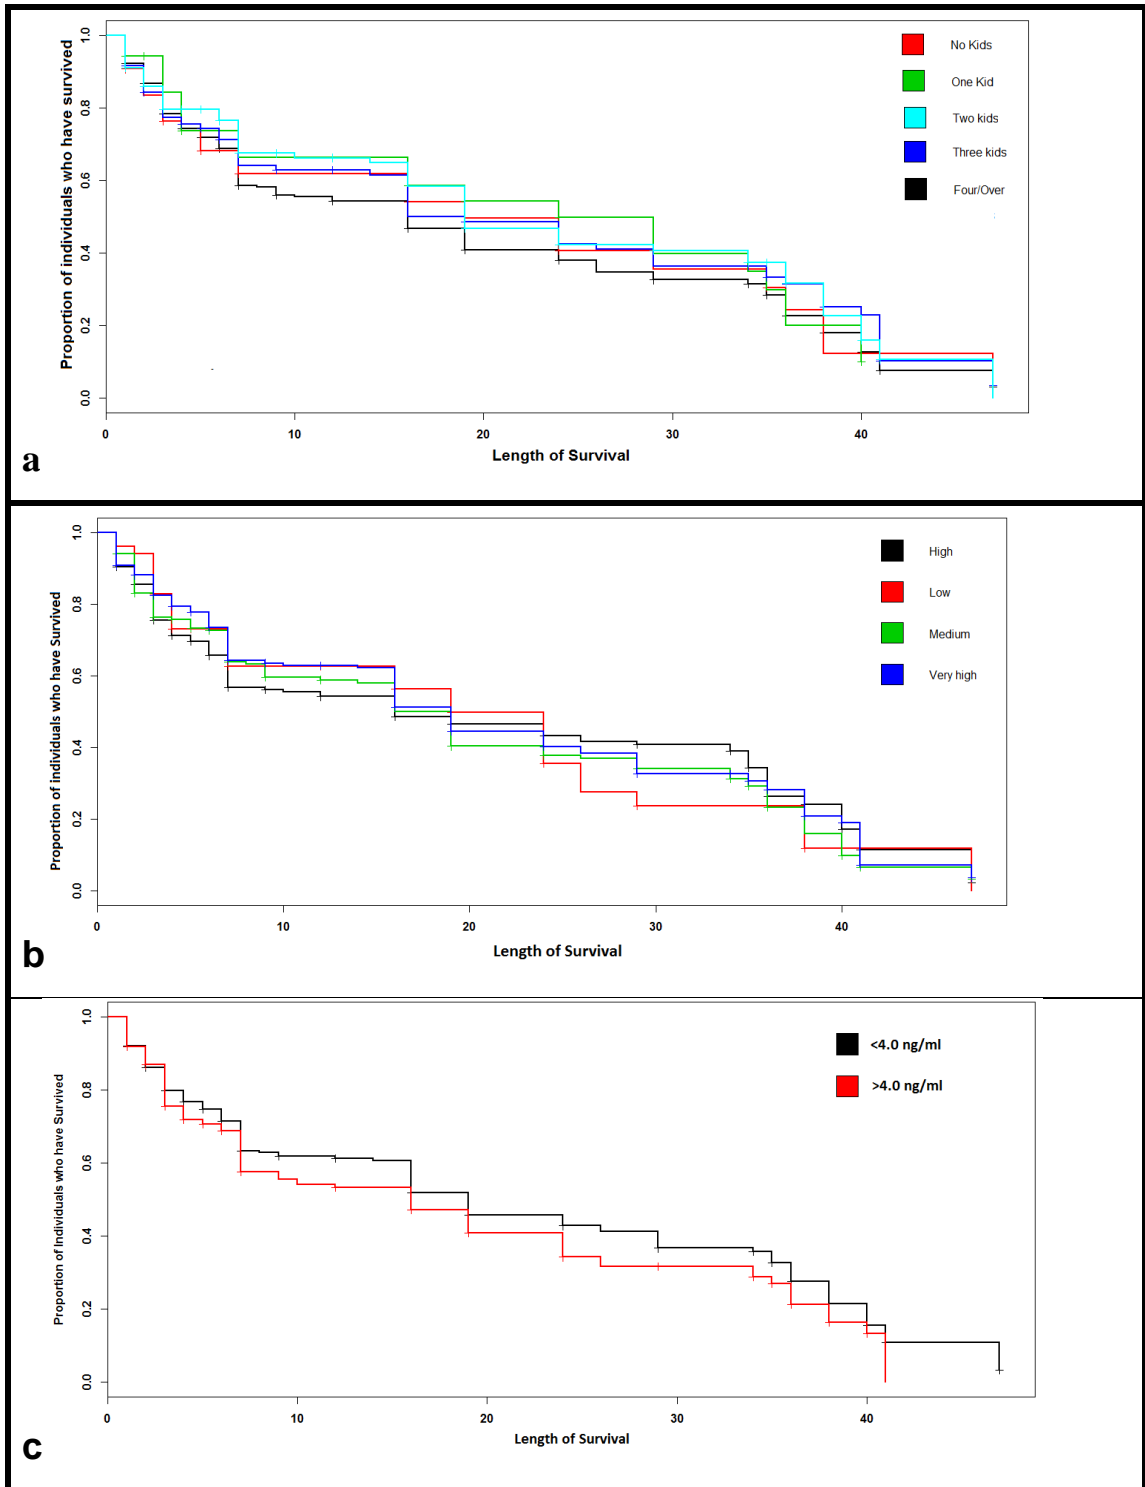 Proportion of individuals who have survived
1.0
0.8
0.6
0.4
0.2
0.0
No Kids
One Kid
Two kids
Three kids
Four/Over
0 10 20 30 40
Length of Survival
a
Proportion of individuals who have Survived
1.0
0.8
0.6
0.4
0.2
0.0
High
Low
Medium
Very high
0 10 20 30 40
Length of Survival
b
Proportion of Individuals who have Survived
1.0
0.8
0.6
0.4
0.2
0.0
<4.0 ng/ml
>4.0 ng/ml
0 10 20 30 40
Length of Survival
c